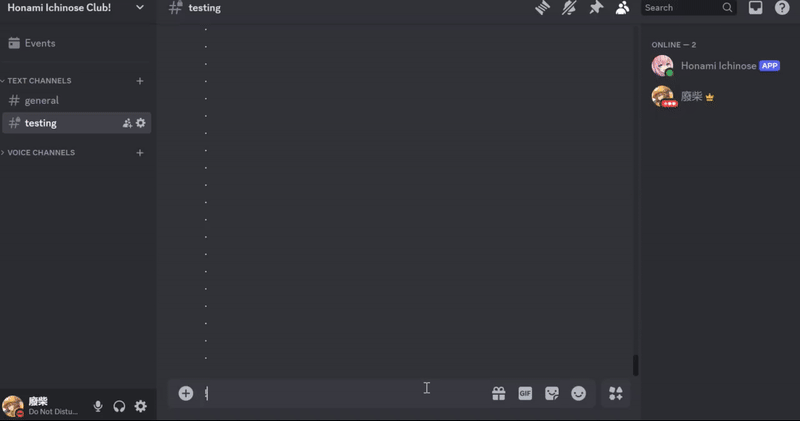 Honami Ichinose Club!
testing
Search
Events
TEXT CHANNELS
general
testing
VOICE CHANNELS
ONLINE — 2
Honami Ichinose APP
廢柴
GIF
廢柴
Do Not Distu...